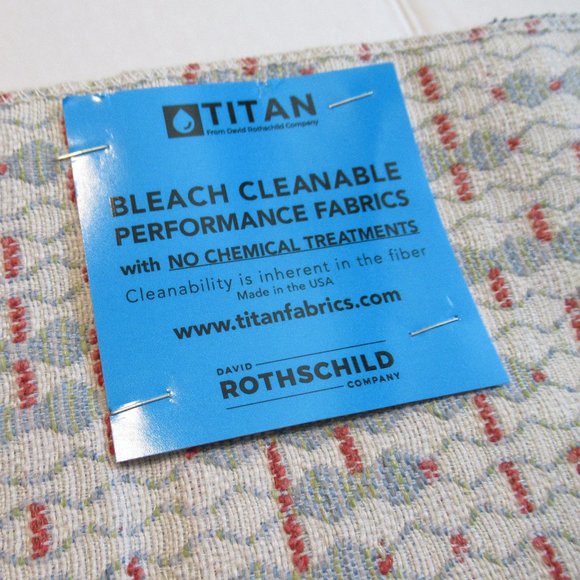 TITAN
From David Rothschild Company
BLEACH CLEANABLE
PERFORMANCE FABRICS
with NO CHEMICAL TREATMENTS
Cleanability is inherent in the fiber
Made in the USA
www.titanfabrics.com
DAVID
ROTHSCHILD
COMPANY